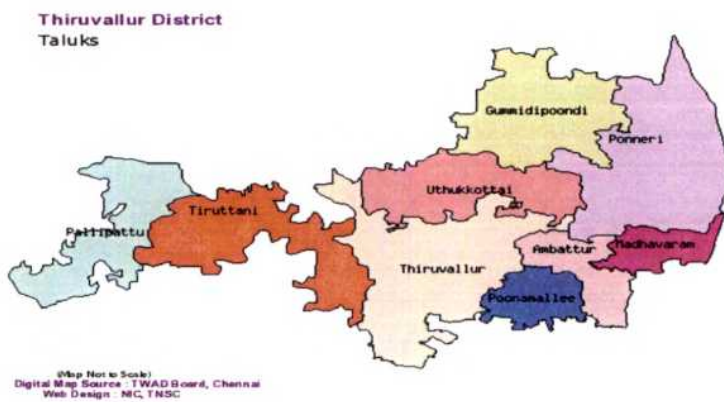 Thiruvallur District
Taluks
Gummidipoondi
Ponneri
Uthukkottai
Tiruttani
Pallipattu
Ambattur
Madhavaram
Thiruvallur
Poonamallee
(Map Not to Scale)
Digital Map Source : TWAD Board, Chennai
Web Design : NIC, TNSC